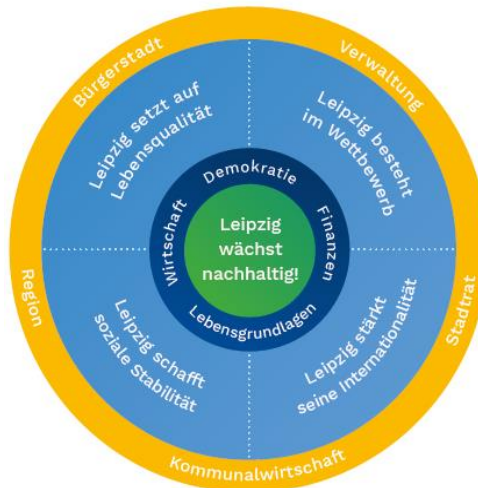 Bürgerstadt
Verwaltung
Leipzig setzt auf
Lebensqualität
Leipzig besteht
im Wettbewerb
Demokratie
Wirtschaft
Finanzen
Leipzig
wächst
nachhaltig!
Lebensgrundlagen
Region
Stadtrat
Leipzig schafft
soziale Stabilität
Leipzig stärkt
seine Internationalität
Kommunalwirtschaft